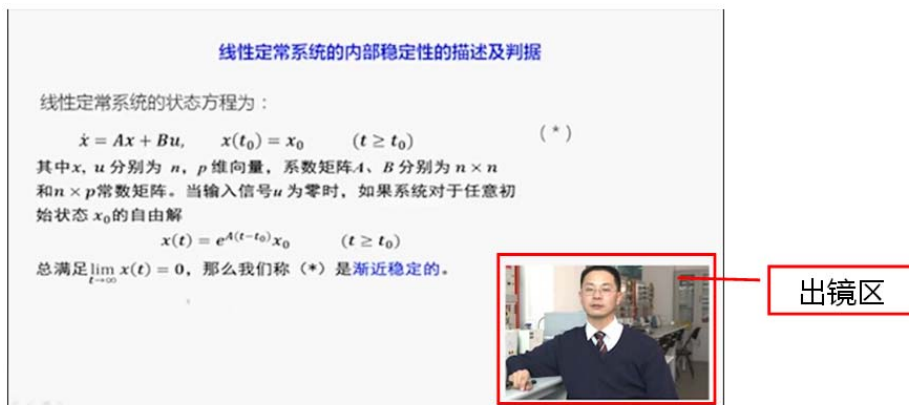 线性定常系统的内部稳定性的描述及判据
线性定常系统的状态方程为：
ẋ = Ax + Bu, x(t₀) = x₀ (t ≥ t₀) (*)
其中x, u 分别为 n, p 维向量，系数矩阵A、B 分别为 n × n
和n × p常数矩阵。当输入信号u 为零时，如果系统对于任意初
始状态 x₀的自由解
x(t) = e^{A(t−t₀)}x₀ (t ≥ t₀)
总满足lim_{t→∞} x(t) = 0，那么我们称（*）是渐近稳定的。
出镜区